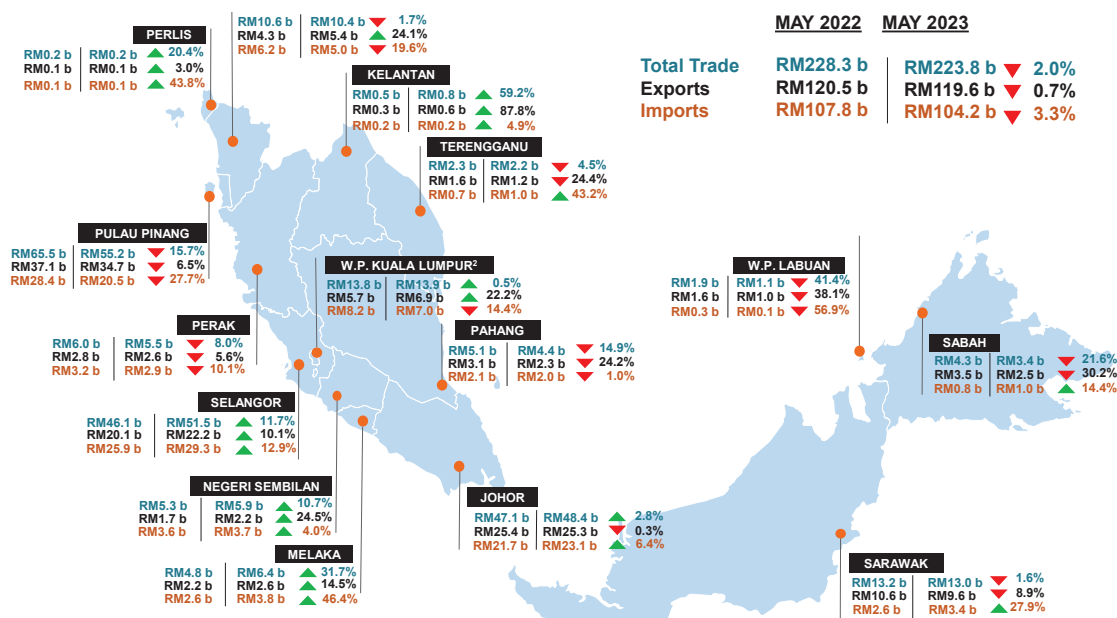 MAY 2022 MAY 2023
Total Trade RM228.3 b RM223.8 b 2.0%
Exports RM120.5 b RM119.6 b 0.7%
Imports RM107.8 b RM104.2 b 3.3%
RM10.6 b RM10.4 b 1.7%
RM4.3 b RM5.4 b 24.1%
RM6.2 b RM5.0 b 19.6%
PERLIS
RM0.2 b RM0.2 b 20.4%
RM0.1 b RM0.1 b 3.0%
RM0.1 b RM0.1 b 43.8%
KELANTAN
RM0.5 b RM0.8 b 59.2%
RM0.3 b RM0.6 b 87.8%
RM0.2 b RM0.2 b 4.9%
TERENGGANU
RM2.3 b RM2.2 b 4.5%
RM1.6 b RM1.2 b 24.4%
RM0.7 b RM1.0 b 43.2%
PULAU PINANG
RM65.5 b RM55.2 b 15.7%
RM37.1 b RM34.7 b 6.5%
RM28.4 b RM20.5 b 27.7%
W.P. KUALA LUMPUR²
RM13.8 b RM13.9 b 0.5%
RM5.7 b RM6.9 b 22.2%
RM8.2 b RM7.0 b 14.4%
W.P. LABUAN
RM1.9 b RM1.1 b 41.4%
RM1.6 b RM1.0 b 38.1%
RM0.3 b RM0.1 b 56.9%
PERAK
RM6.0 b RM5.5 b 8.0%
RM2.8 b RM2.6 b 5.6%
RM3.2 b RM2.9 b 10.1%
PAHANG
RM5.1 b RM4.4 b 14.9%
RM3.1 b RM2.3 b 24.2%
RM2.1 b RM2.0 b 1.0%
SABAH
RM4.3 b RM3.4 b 21.6%
RM3.5 b RM2.5 b 30.2%
RM0.8 b RM1.0 b 14.4%
SELANGOR
RM46.1 b RM51.5 b 11.7%
RM20.1 b RM22.2 b 10.1%
RM25.9 b RM29.3 b 12.9%
NEGERI SEMBILAN
RM5.3 b RM5.9 b 10.7%
RM1.7 b RM2.2 b 24.5%
RM3.6 b RM3.7 b 4.0%
JOHOR
RM47.1 b RM48.4 b 2.8%
RM25.4 b RM25.3 b 0.3%
RM21.7 b RM23.1 b 6.4%
MELAKA
RM4.8 b RM6.4 b 31.7%
RM2.2 b RM2.6 b 14.5%
RM2.6 b RM3.8 b 46.4%
SARAWAK
RM13.2 b RM13.0 b 1.6%
RM10.6 b RM9.6 b 8.9%
RM2.6 b RM3.4 b 27.9%